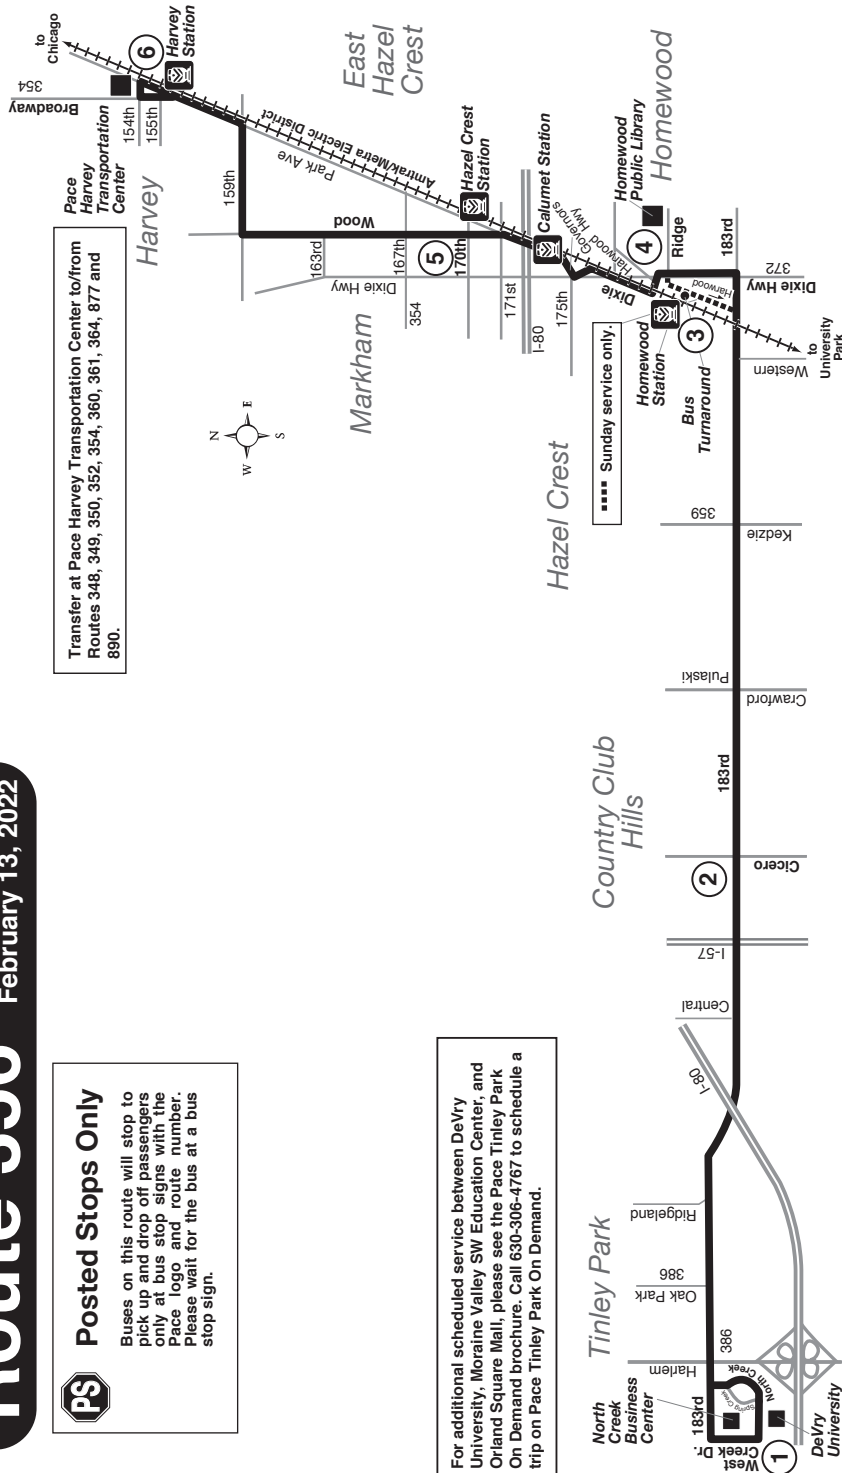 Route
February 13, 2022
PS
Posted Stops Only
Buses on this route will stop to
pick up and drop off passengers
only at bus stop signs with the
Pace logo and route number.
Please wait for the bus at a bus
stop sign.
Transfer at Pace Harvey Transportation Center to/from
Routes 348, 349, 350, 352, 354, 360, 361, 364, 877 and
890.
For additional scheduled service between DeVry
University, Moraine Valley SW Education Center, and
Orland Square Mall, please see the Pace Tinley Park
On Demand brochure. Call 630-306-4767 to schedule a
trip on Pace Tinley Park On Demand.
N
W
E
S
to
Chicago
6
Harvey
Station
354
Broadway
154th
155th
Pace
Harvey
Transportation
Center
Harvey
East
Hazel
Crest
159th
Park Ave
Amtrak/Metra Electric District
Wood
163rd
167th
5
170th
Hazel Crest
Station
Dixie Hwy
354
171st
Markham
I-80
Calumet Station
175th
Governors
Hwy
Harwood Hwy
Dixie
Homewood
Public Library
Homewood
4
Ridge
183rd
372
Dixie Hwy
Harwood
Sunday service only.
Homewood
Station
3
Bus
Turnaround
Western
to
University
Park
Hazel Crest
359
Kedzie
Pulaski
Crawford
183rd
Country Club
Hills
2
Cicero
I-57
Central
I-80
Ridgeland
Tinley Park
386
Oak Park
386
Harlem
North Creek
Spring Creek
North
Creek
Business
Center
183rd
West
Creek Dr.
1
DeVry
University